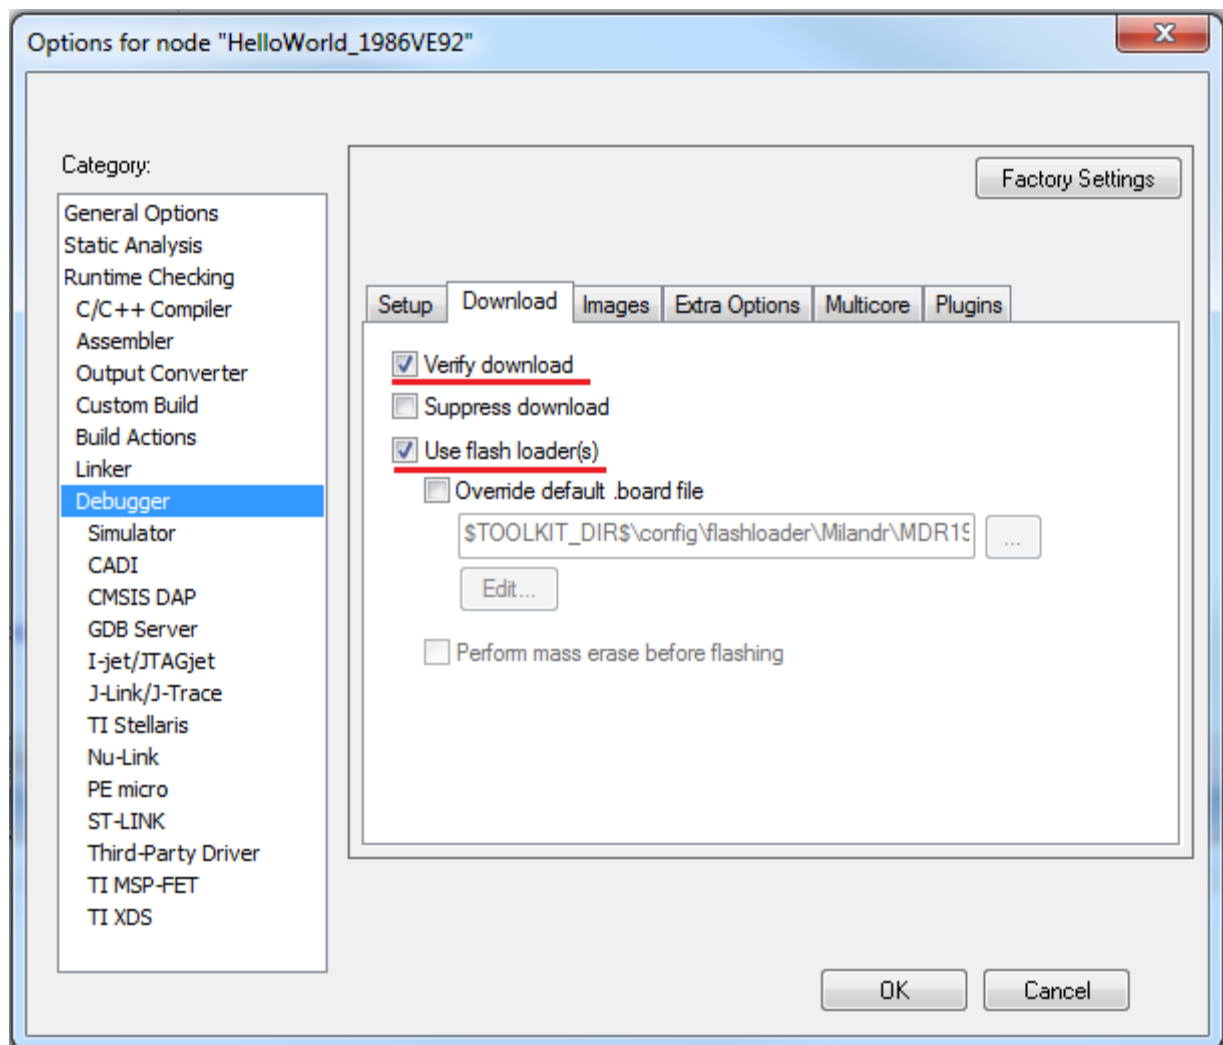 Options for node "HelloWorld_1986VE92"
Category:
General Options
Static Analysis
Runtime Checking
C/C++ Compiler
Assembler
Output Converter
Custom Build
Build Actions
Linker
Debugger
Simulator
CADI
CMSIS DAP
GDB Server
I-jet/JTAGjet
J-Link/J-Trace
TI Stellaris
Nu-Link
PE micro
ST-LINK
Third-Party Driver
TI MSP-FET
TI XDS
Factory Settings
Setup Download Images Extra Options Multicore Plugins
Verify download
Suppress download
Use flash loader(s)
Override default .board file
$TOOLKIT_DIR$\config\flashloader\Milandr\MDR19 ...
Edit...
Perform mass erase before flashing
OK Cancel